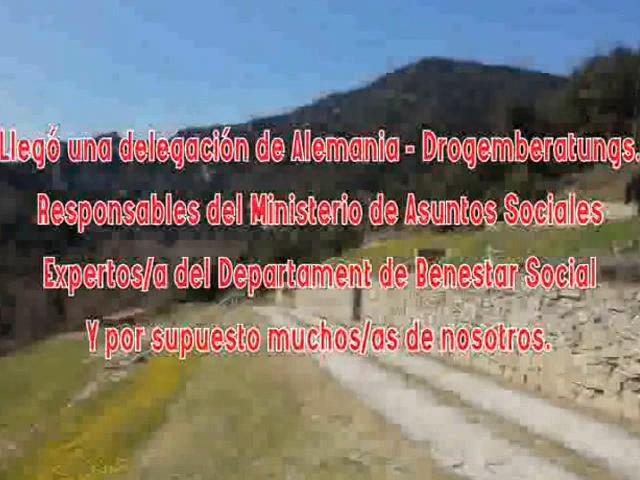 Llegó una delegación de Alemania - Drogemberatungs.
Responsables del Ministerio de Asuntos Sociales
Expertos/a del Departament de Benestar Social
Y por supuesto muchos/as de nosotros.